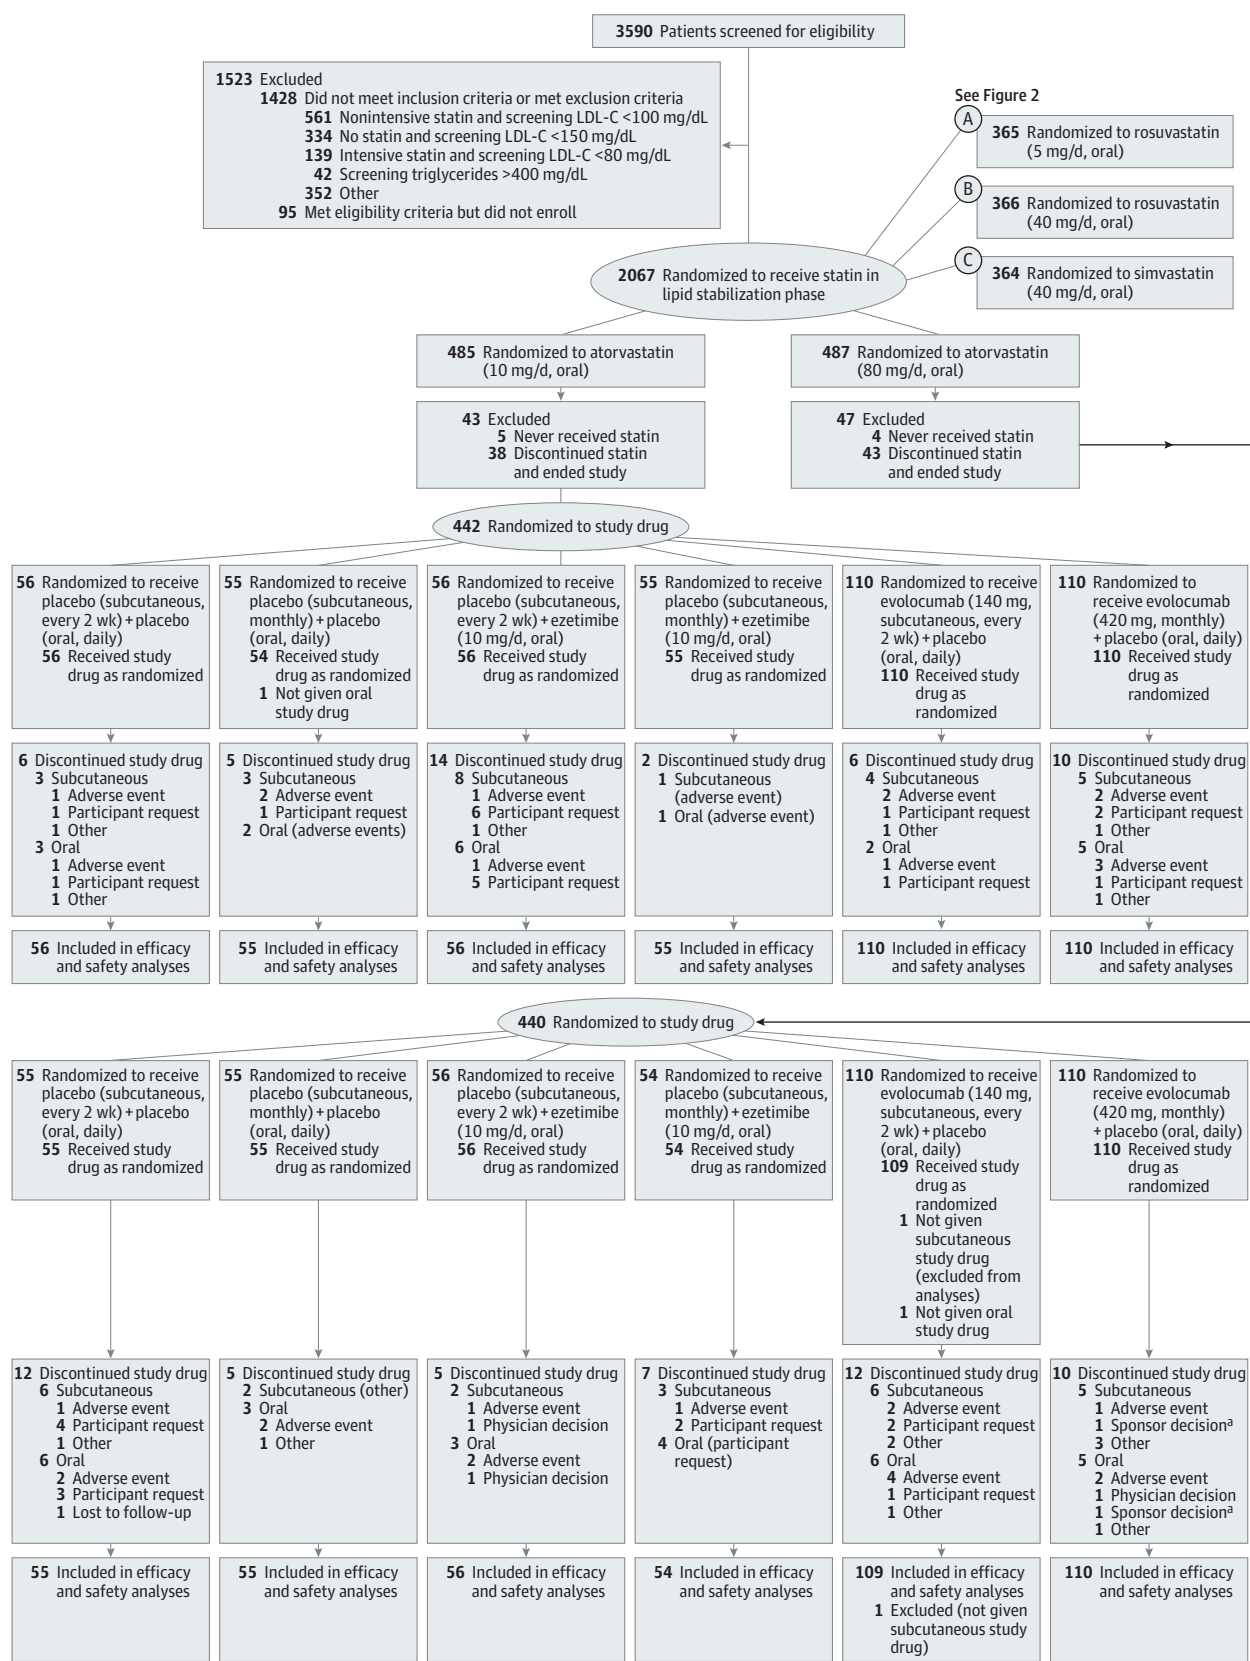 3590 Patients screened for eligibility
1523 Excluded
1428 Did not meet inclusion criteria or met exclusion criteria
561 Nonintensive statin and screening LDL-C <100 mg/dL
334 No statin and screening LDL-C <150 mg/dL
139 Intensive statin and screening LDL-C <80 mg/dL
42 Screening triglycerides >400 mg/dL
352 Other
95 Met eligibility criteria but did not enroll
See Figure 2
A
365 Randomized to rosuvastatin
(5 mg/d, oral)
B
366 Randomized to rosuvastatin
(40 mg/d, oral)
C
364 Randomized to simvastatin
(40 mg/d, oral)
2067 Randomized to receive statin in
lipid stabilization phase
485 Randomized to atorvastatin
(10 mg/d, oral)
487 Randomized to atorvastatin
(80 mg/d, oral)
43 Excluded
5 Never received statin
38 Discontinued statin
and ended study
47 Excluded
4 Never received statin
43 Discontinued statin
and ended study
442 Randomized to study drug
56 Randomized to receive
placebo (subcutaneous,
every 2 wk) + placebo
(oral, daily)
56 Received study
drug as randomized
55 Randomized to receive
placebo (subcutaneous,
monthly) + placebo
(oral, daily)
54 Received study
drug as randomized
1 Not given oral
study drug
56 Randomized to receive
placebo (subcutaneous,
every 2 wk) + ezetimibe
(10 mg/d, oral)
56 Received study
drug as randomized
55 Randomized to receive
placebo (subcutaneous,
monthly) + ezetimibe
(10 mg/d, oral)
55 Received study
drug as randomized
110 Randomized to receive
evolocumab (140 mg,
subcutaneous, every
2 wk) + placebo
(oral, daily)
110 Received study
drug as
randomized
110 Randomized to
receive evolocumab
(420 mg, monthly)
+ placebo (oral, daily)
110 Received study
drug as
randomized
6 Discontinued study drug
3 Subcutaneous
1 Adverse event
1 Participant request
1 Other
3 Oral
1 Adverse event
1 Participant request
1 Other
5 Discontinued study drug
3 Subcutaneous
2 Adverse event
1 Participant request
2 Oral (adverse events)
14 Discontinued study drug
8 Subcutaneous
1 Adverse event
6 Participant request
1 Other
6 Oral
1 Adverse event
5 Participant request
2 Discontinued study drug
1 Subcutaneous
(adverse event)
1 Oral (adverse event)
6 Discontinued study drug
4 Subcutaneous
2 Adverse event
1 Participant request
1 Other
2 Oral
1 Adverse event
1 Participant request
10 Discontinued study drug
5 Subcutaneous
2 Adverse event
2 Participant request
1 Other
5 Oral
3 Adverse event
1 Participant request
1 Other
56 Included in efficacy
and safety analyses
55 Included in efficacy
and safety analyses
56 Included in efficacy
and safety analyses
55 Included in efficacy
and safety analyses
110 Included in efficacy
and safety analyses
110 Included in efficacy
and safety analyses
440 Randomized to study drug
55 Randomized to receive
placebo (subcutaneous,
every 2 wk) + placebo
(oral, daily)
55 Received study
drug as randomized
55 Randomized to receive
placebo (subcutaneous,
monthly) + placebo
(oral, daily)
55 Received study
drug as randomized
56 Randomized to receive
placebo (subcutaneous,
every 2 wk) + ezetimibe
(10 mg/d, oral)
56 Received study
drug as randomized
54 Randomized to receive
placebo (subcutaneous,
monthly) + ezetimibe
(10 mg/d, oral)
54 Received study
drug as randomized
110 Randomized to receive
evolocumab (140 mg,
subcutaneous, every
2 wk) + placebo
(oral, daily)
109 Received study
drug as
randomized
1 Not given
subcutaneous
study drug
(excluded from
analyses)
1 Not given oral
study drug
110 Randomized to
receive evolocumab
(420 mg, monthly)
+ placebo (oral, daily)
110 Received study
drug as
randomized
12 Discontinued study drug
6 Subcutaneous
1 Adverse event
4 Participant request
1 Other
6 Oral
2 Adverse event
3 Participant request
1 Lost to follow-up
5 Discontinued study drug
2 Subcutaneous (other)
3 Oral
2 Adverse event
1 Other
5 Discontinued study drug
2 Subcutaneous
1 Adverse event
1 Physician decision
3 Oral
2 Adverse event
1 Physician decision
7 Discontinued study drug
3 Subcutaneous
1 Adverse event
2 Participant request
4 Oral (participant
request)
12 Discontinued study drug
6 Subcutaneous
2 Adverse event
2 Participant request
2 Other
6 Oral
4 Adverse event
1 Participant request
1 Other
10 Discontinued study drug
5 Subcutaneous
1 Adverse event
1 Sponsor decisionᵃ
3 Other
5 Oral
2 Adverse event
1 Physician decision
1 Sponsor decisionᵃ
1 Other
55 Included in efficacy
and safety analyses
55 Included in efficacy
and safety analyses
56 Included in efficacy
and safety analyses
54 Included in efficacy
and safety analyses
109 Included in efficacy
and safety analyses
1 Excluded (not given
subcutaneous study
drug)
110 Included in efficacy
and safety analyses